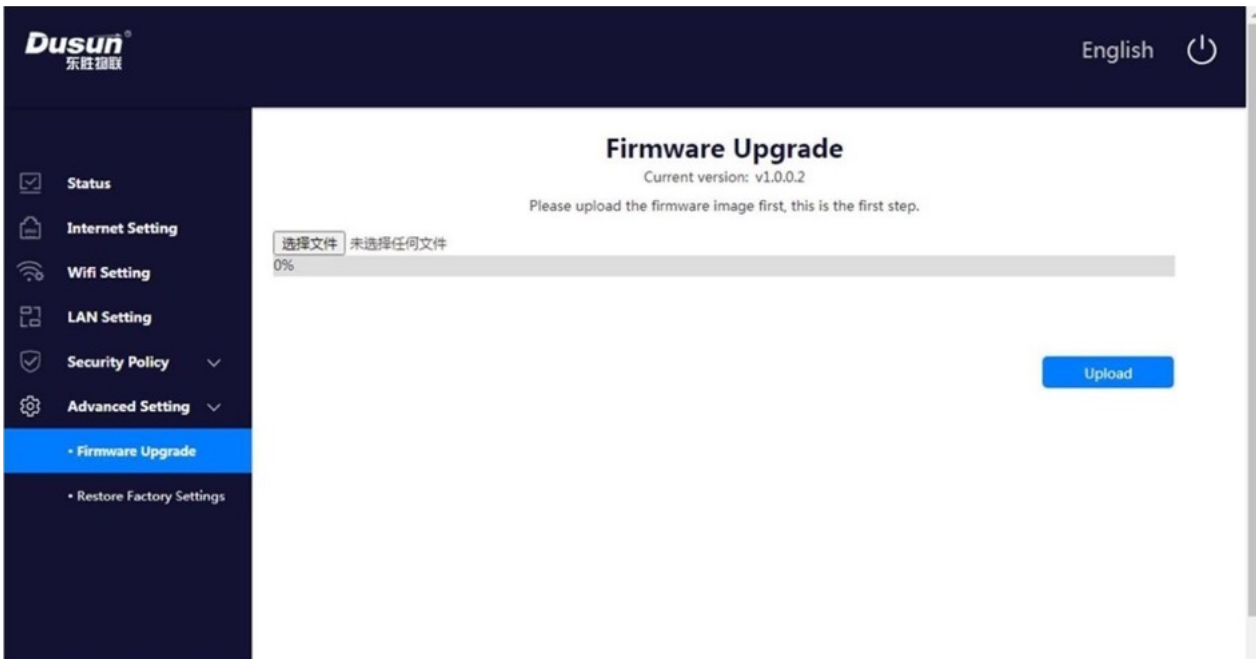 Dusun®
东胜物联
English
Status
Internet Setting
Wifi Setting
LAN Setting
Security Policy
Advanced Setting
• Firmware Upgrade
• Restore Factory Settings
Firmware Upgrade
Current version: v1.0.0.2
Please upload the firmware image first, this is the first step.
选择文件 未选择任何文件
0%
Upload